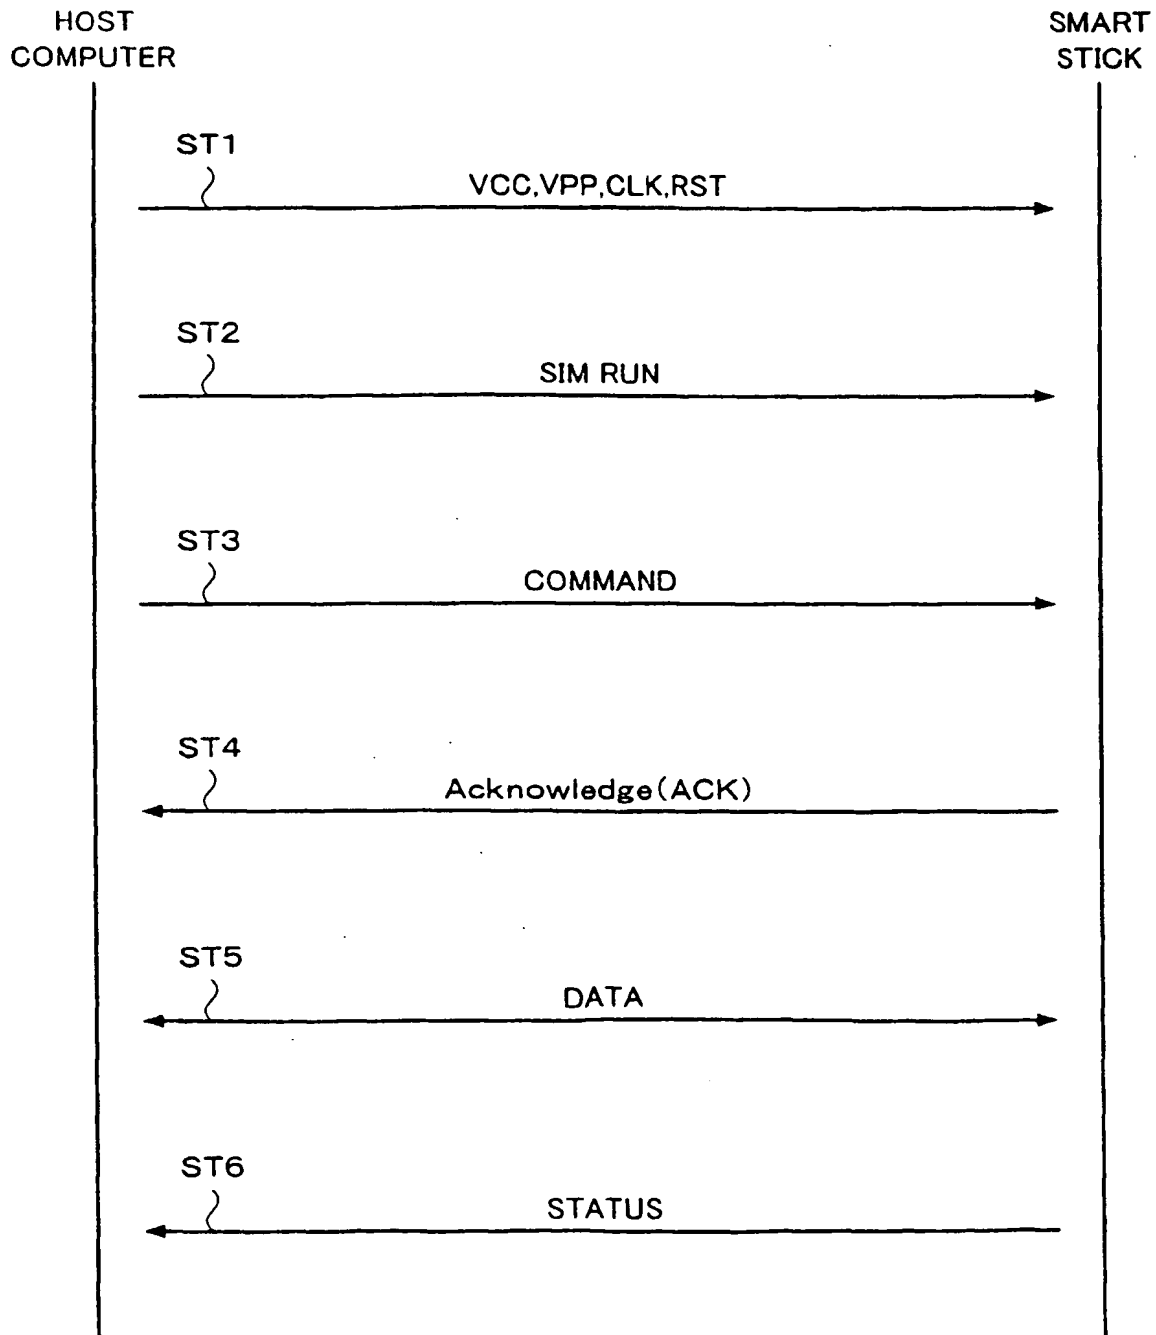 HOST
COMPUTER
SMART
STICK
ST1
VCC,VPP,CLK,RST
ST2
SIM RUN
ST3
COMMAND
ST4
Acknowledge(ACK)
ST5
DATA
ST6
STATUS